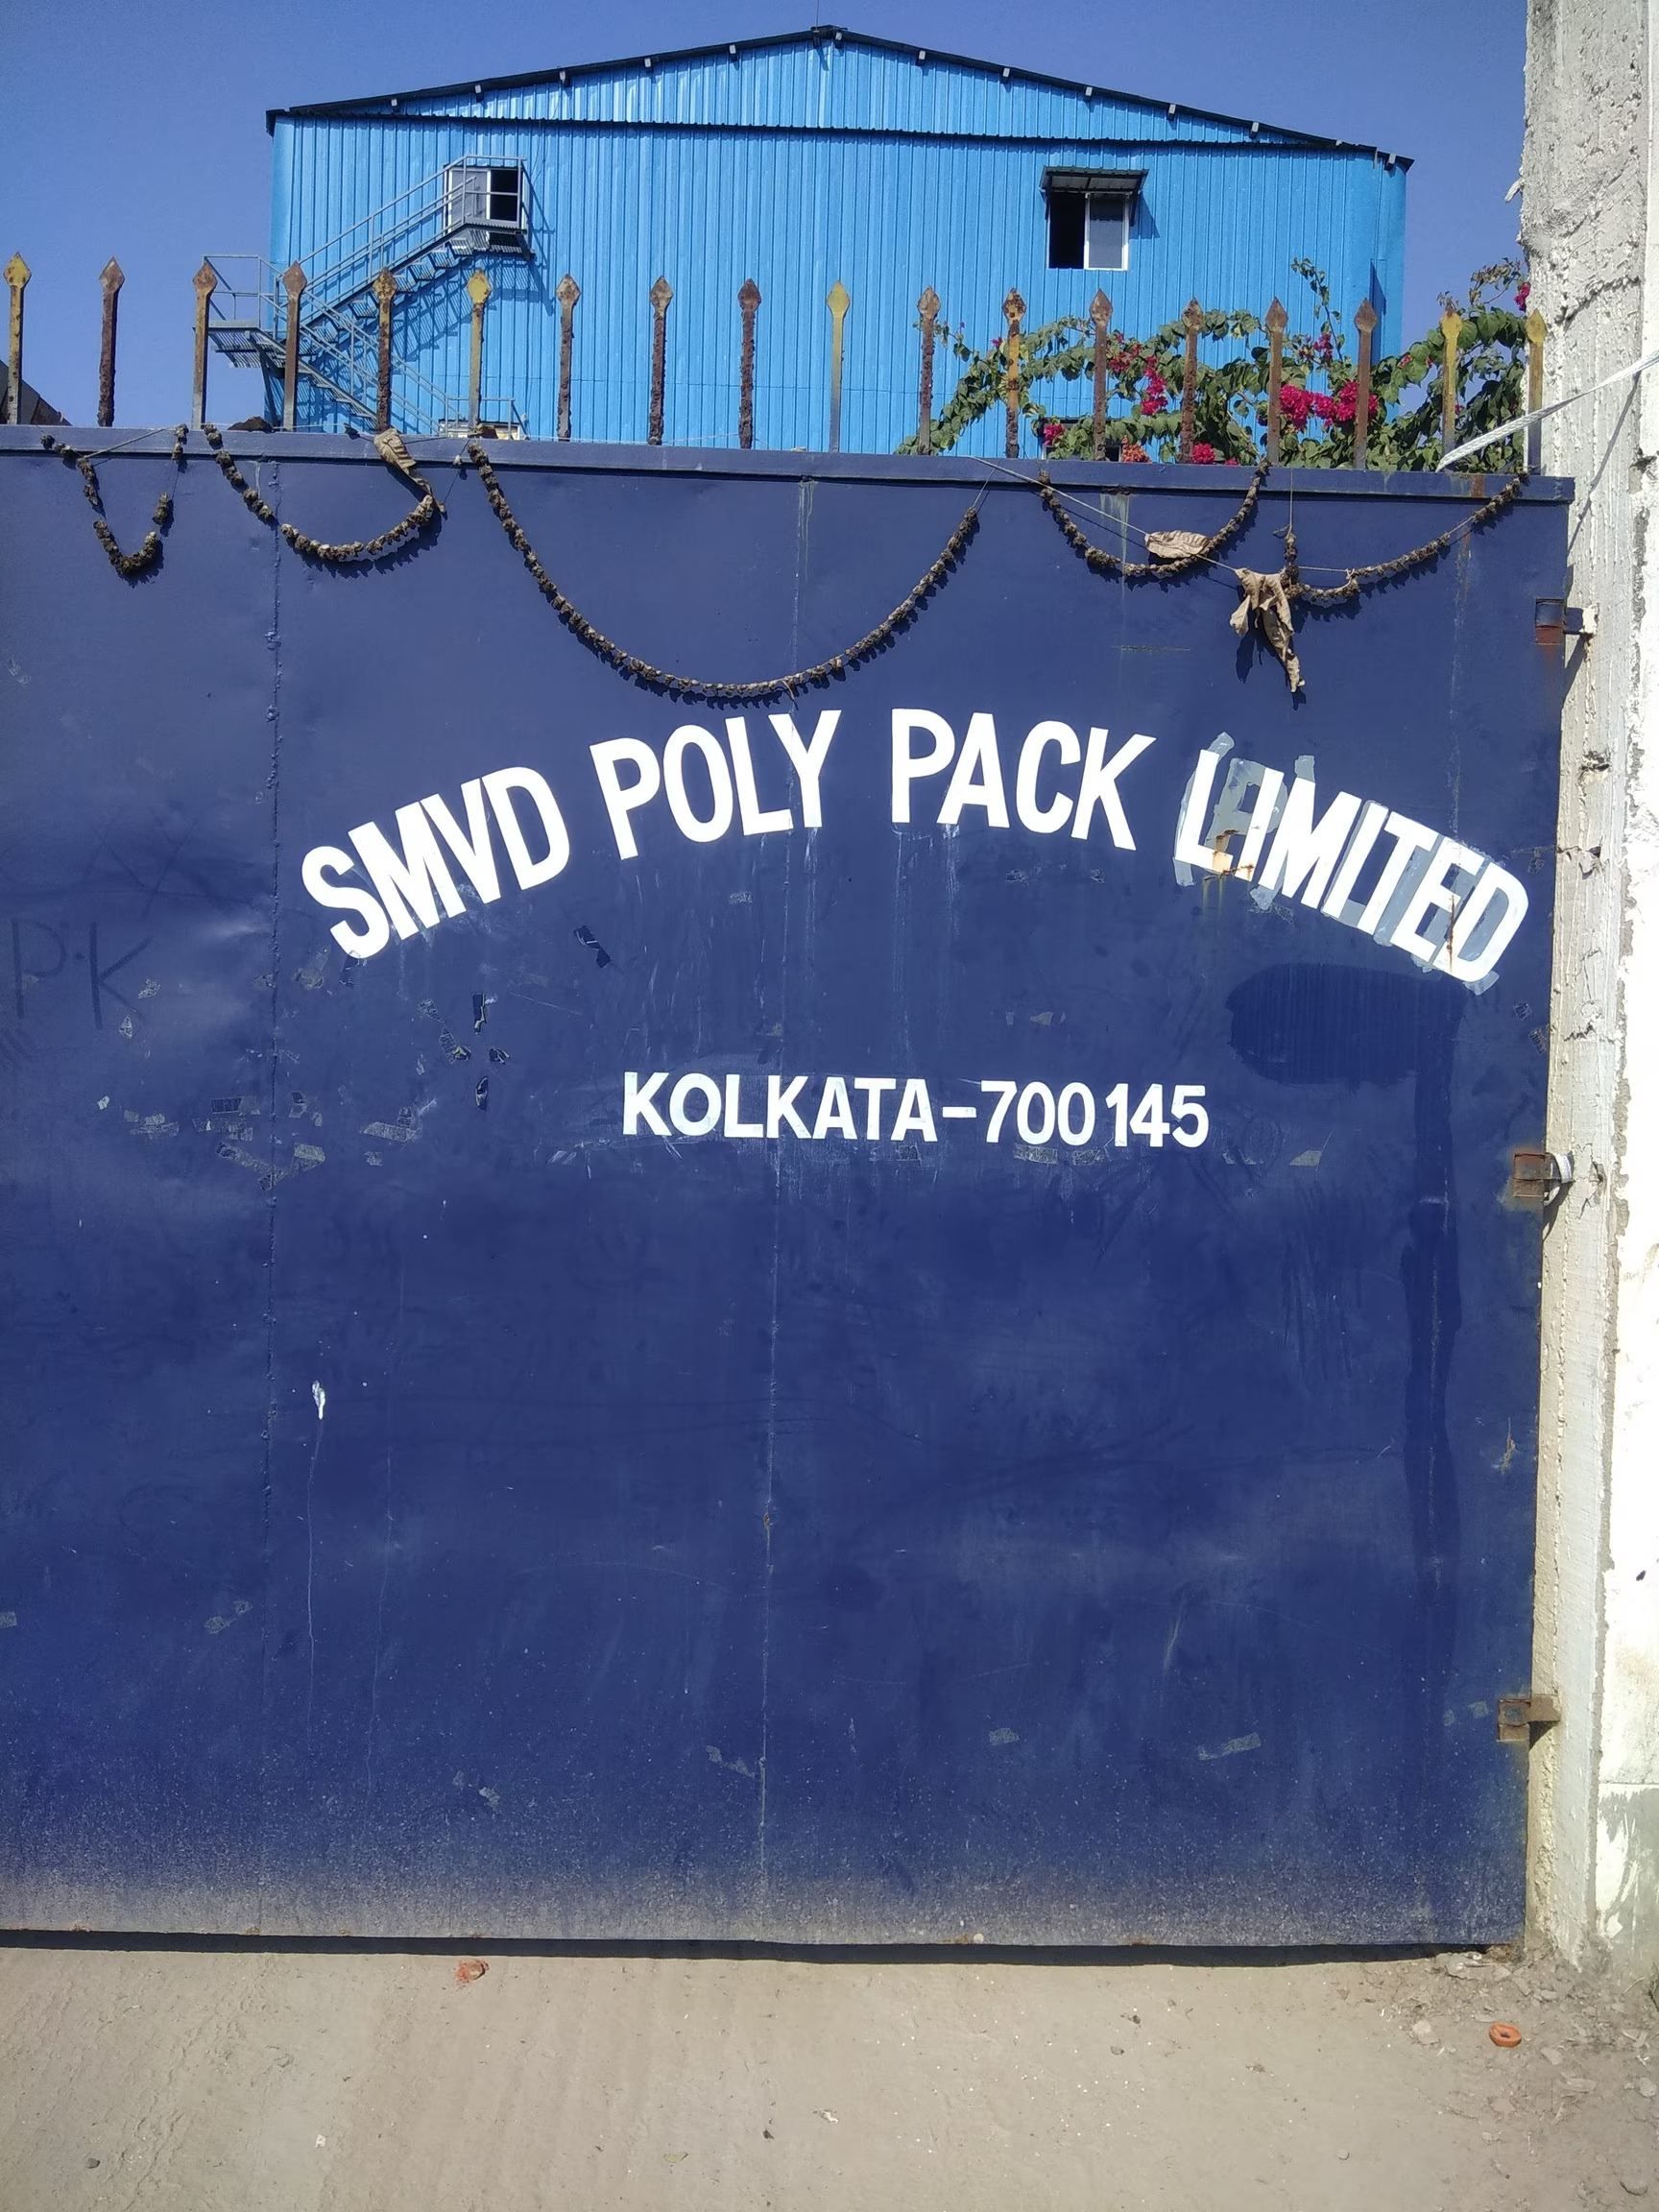 SMVD POLY PACK LIMITED
KOLKATA-700145
P.K